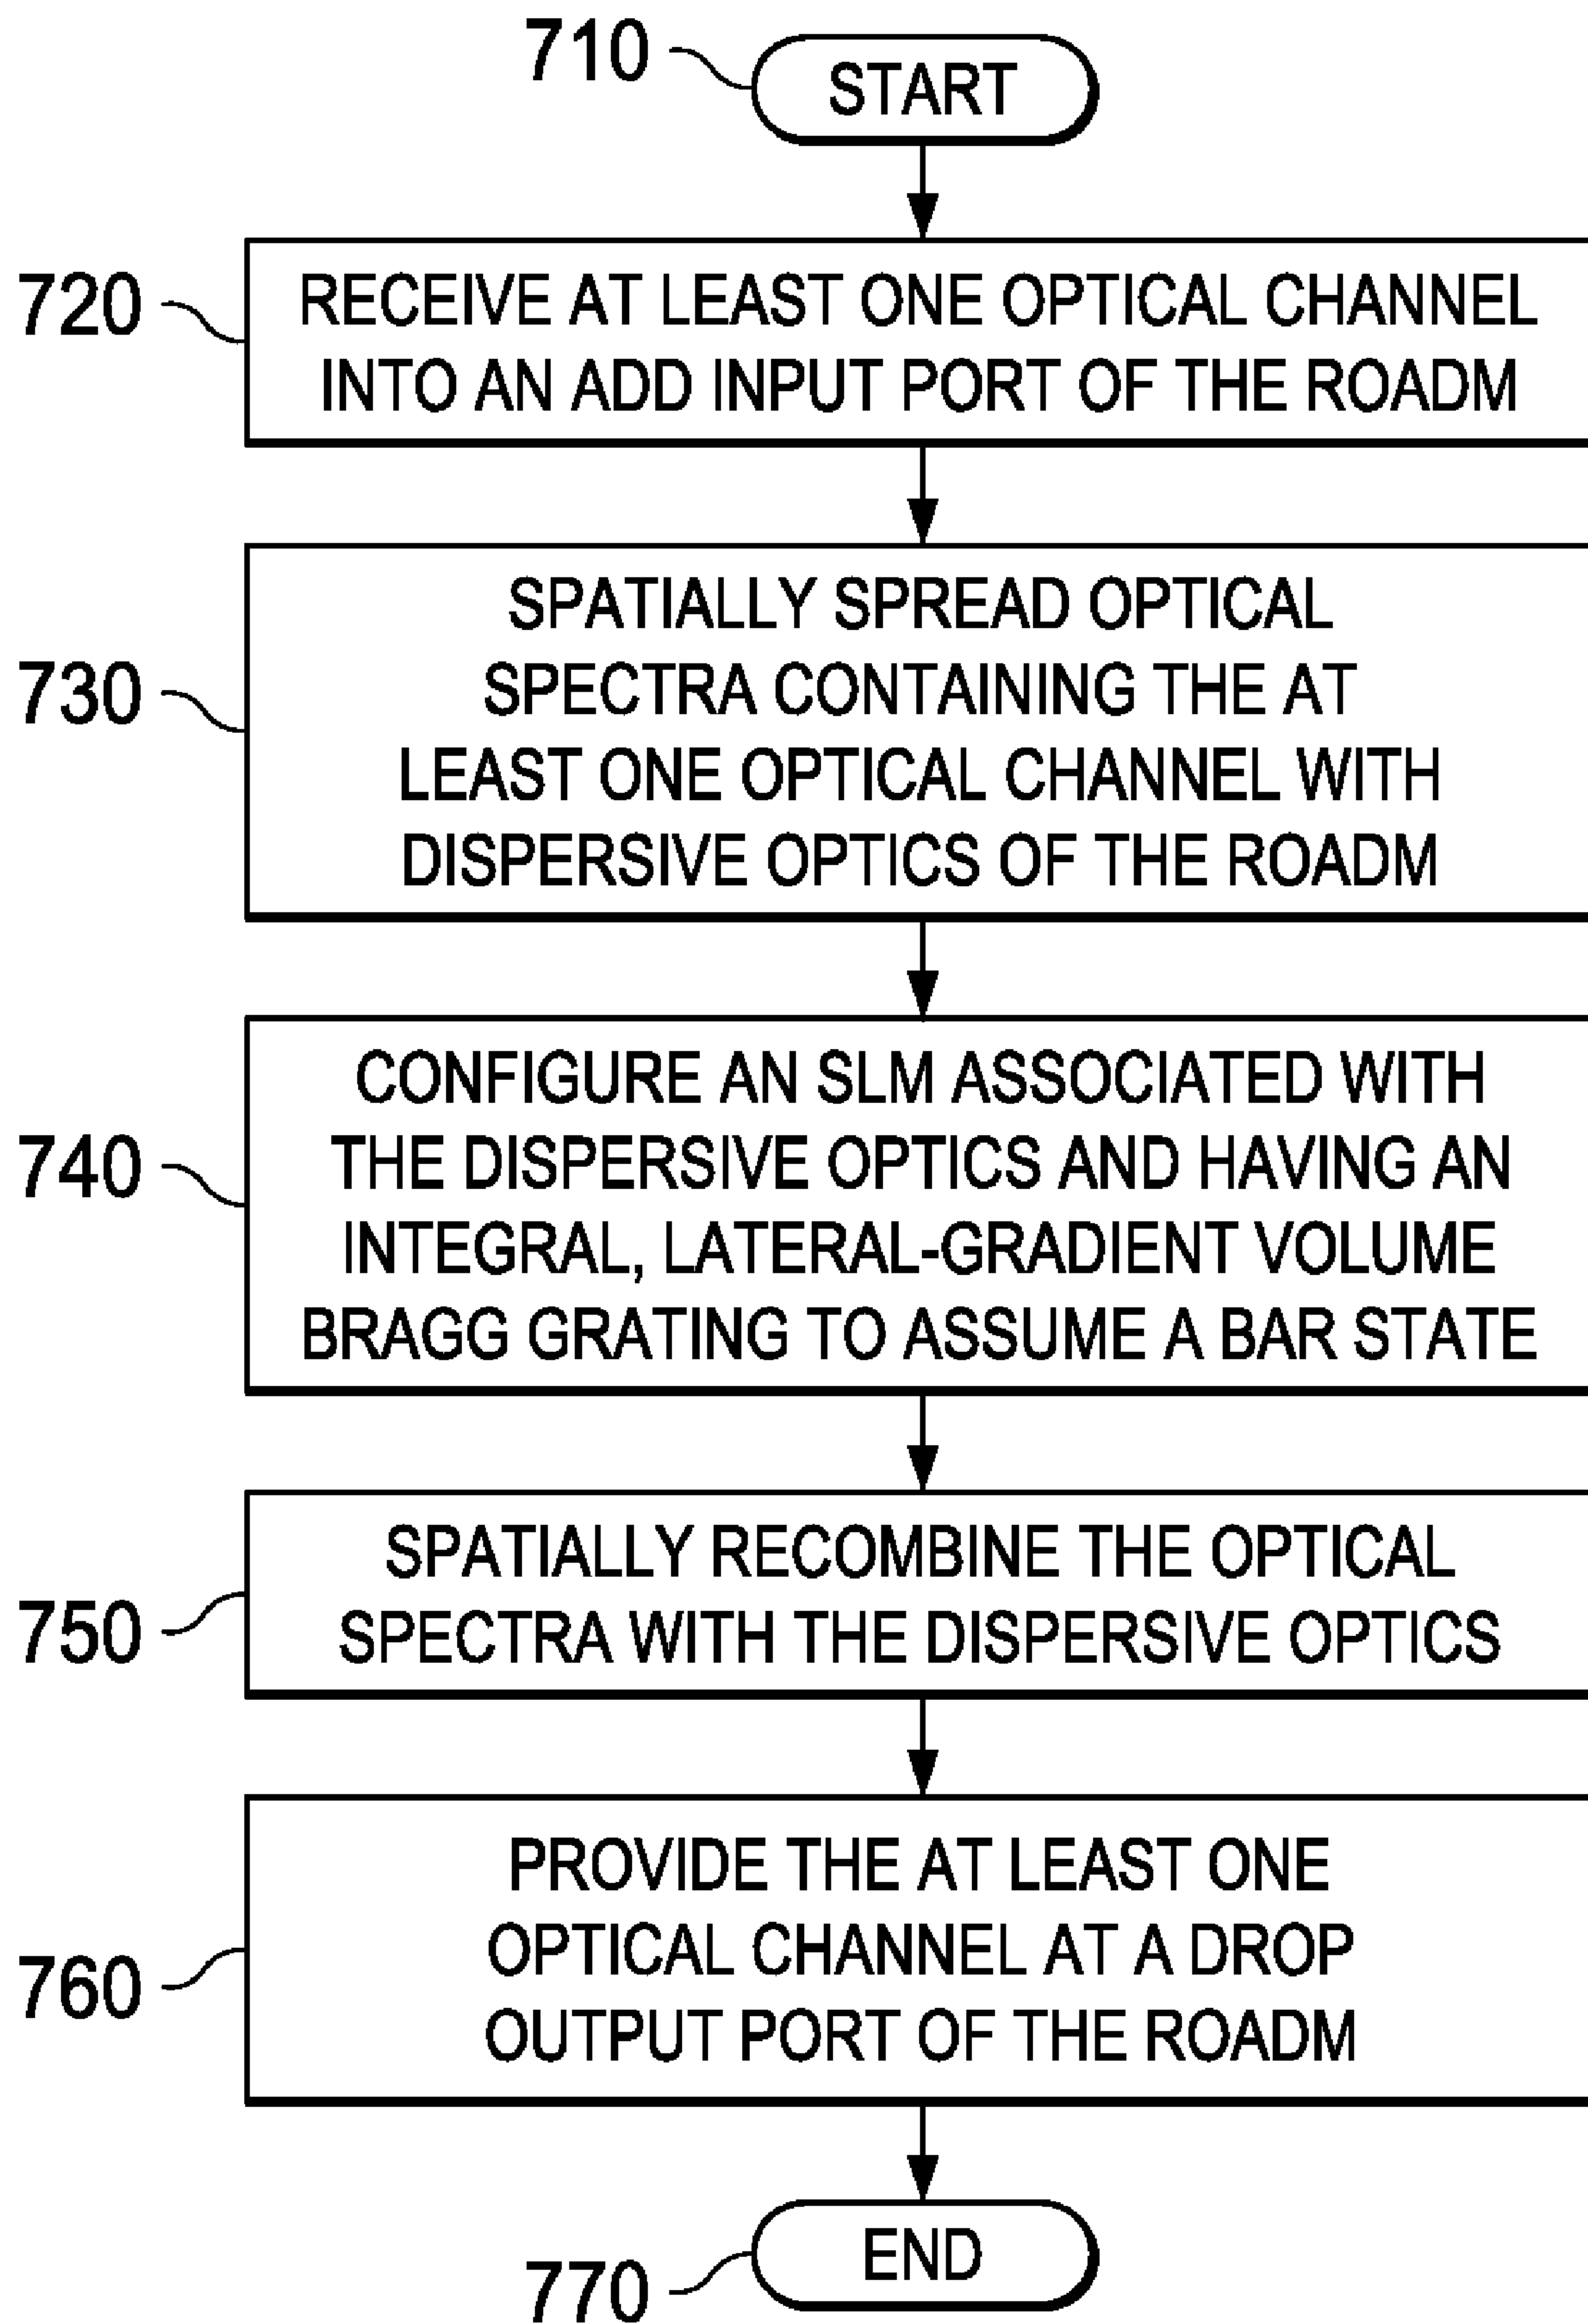 710
START
720
RECEIVE AT LEAST ONE OPTICAL CHANNEL
INTO AN ADD INPUT PORT OF THE ROADM
730
SPATIALLY SPREAD OPTICAL
SPECTRA CONTAINING THE AT
LEAST ONE OPTICAL CHANNEL WITH
DISPERSIVE OPTICS OF THE ROADM
740
CONFIGURE AN SLM ASSOCIATED WITH
THE DISPERSIVE OPTICS AND HAVING AN
INTEGRAL, LATERAL-GRADIENT VOLUME
BRAGG GRATING TO ASSUME A BAR STATE
750
SPATIALLY RECOMBINE THE OPTICAL
SPECTRA WITH THE DISPERSIVE OPTICS
760
PROVIDE THE AT LEAST ONE
OPTICAL CHANNEL AT A DROP
OUTPUT PORT OF THE ROADM
770
END